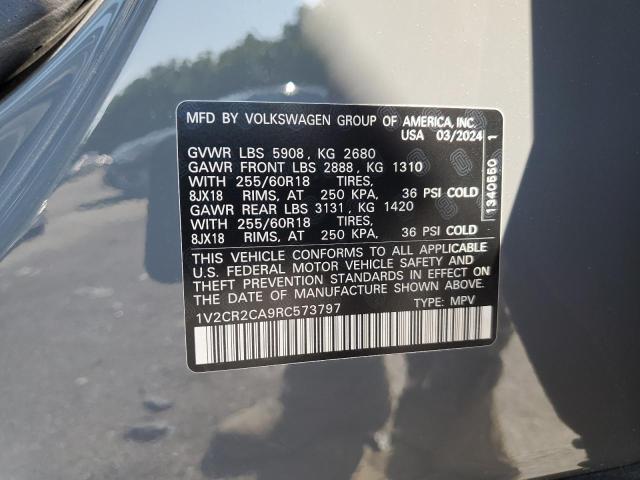 MFD BY VOLKSWAGEN GROUP OF AMERICA, INC.
USA 03/2024
GVWR LBS 5908, KG 2680
GAWR FRONT LBS 2888, KG 1310
WITH 255/60R18 TIRES,
8JX18 RIMS, AT 250 KPA, 36 PSI COLD
GAWR REAR LBS 3131, KG 1420
WITH 255/60R18 TIRES,
8JX18 RIMS, AT 250 KPA, 36 PSI COLD
THIS VEHICLE CONFORMS TO ALL APPLICABLE
U.S. FEDERAL MOTOR VEHICLE SAFETY AND
THEFT PREVENTION STANDARDS IN EFFECT ON
THE DATE OF MANUFACTURE SHOWN ABOVE.
1V2CR2CA9RC573797 TYPE: MPV
1340550 1